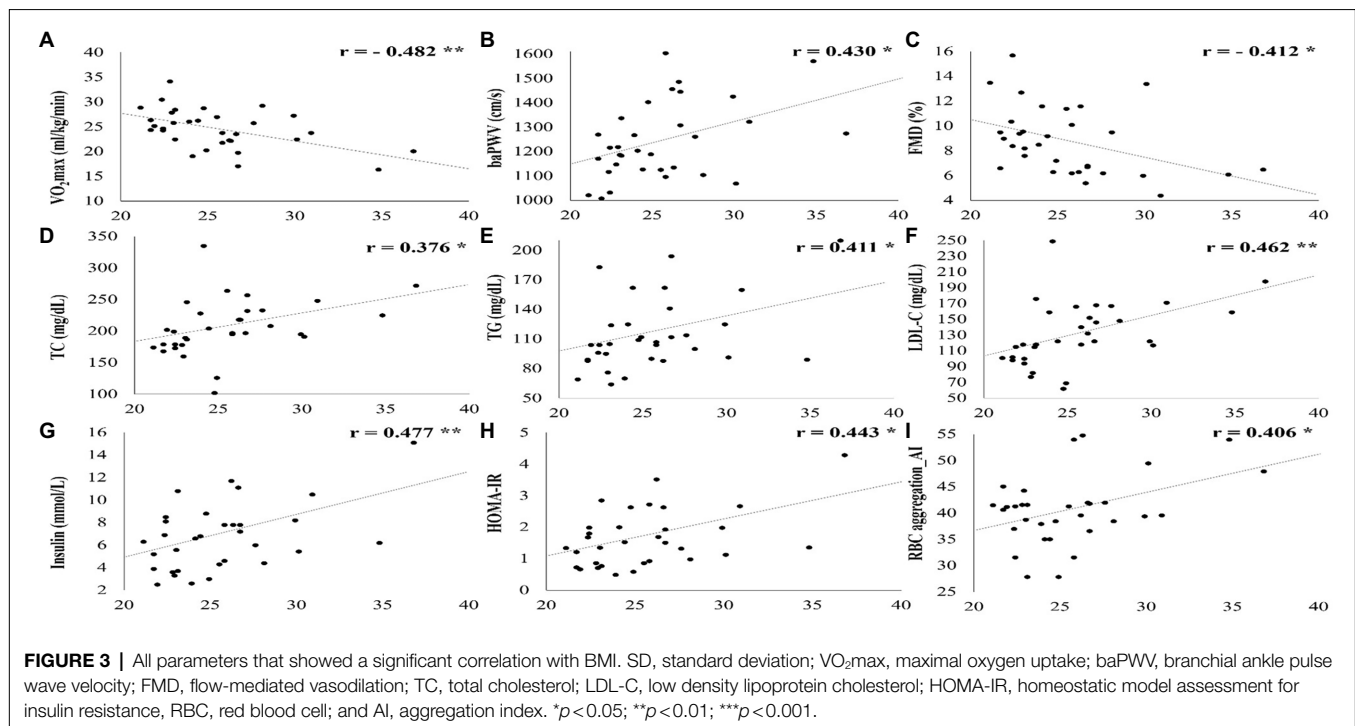 A
r = - 0.482 **
VO₂max (ml/kg/min)
40
35
30
25
20
15
10
20 25 30 35 40
B
r = 0.430 *
baPWV (cm/s)
1600
1500
1400
1300
1200
1100
1000
20 25 30 35 40
C
r = - 0.412 *
FMD (%)
16
14
12
10
8
6
4
20 25 30 35 40
D
r = 0.376 *
TC (mg/dL)
350
300
250
200
150
100
20 25 30 35 40
E
r = 0.411 *
TG (mg/dL)
200
170
140
110
80
50
20 25 30 35 40
F
r = 0.462 **
LDL-C (mg/dL)
250
230
210
190
170
150
130
110
90
70
50
20 25 30 35 40
G
r = 0.477 **
Insulin (mmol/L)
16
14
12
10
8
6
4
2
20 25 30 35 40
H
r = 0.443 *
HOMA-IR
5
4
3
2
1
0
20 25 30 35 40
I
r = 0.406 *
RBC aggregation_AI
55
50
45
40
35
30
25
20 25 30 35 40
FIGURE 3 | All parameters that showed a significant correlation with BMI. SD, standard deviation; VO₂max, maximal oxygen uptake; baPWV, branchial ankle pulse
wave velocity; FMD, flow-mediated vasodilation; TC, total cholesterol; LDL-C, low density lipoprotein cholesterol; HOMA-IR, homeostatic model assessment for
insulin resistance, RBC, red blood cell; and AI, aggregation index. *p<0.05; **p<0.01; ***p<0.001.